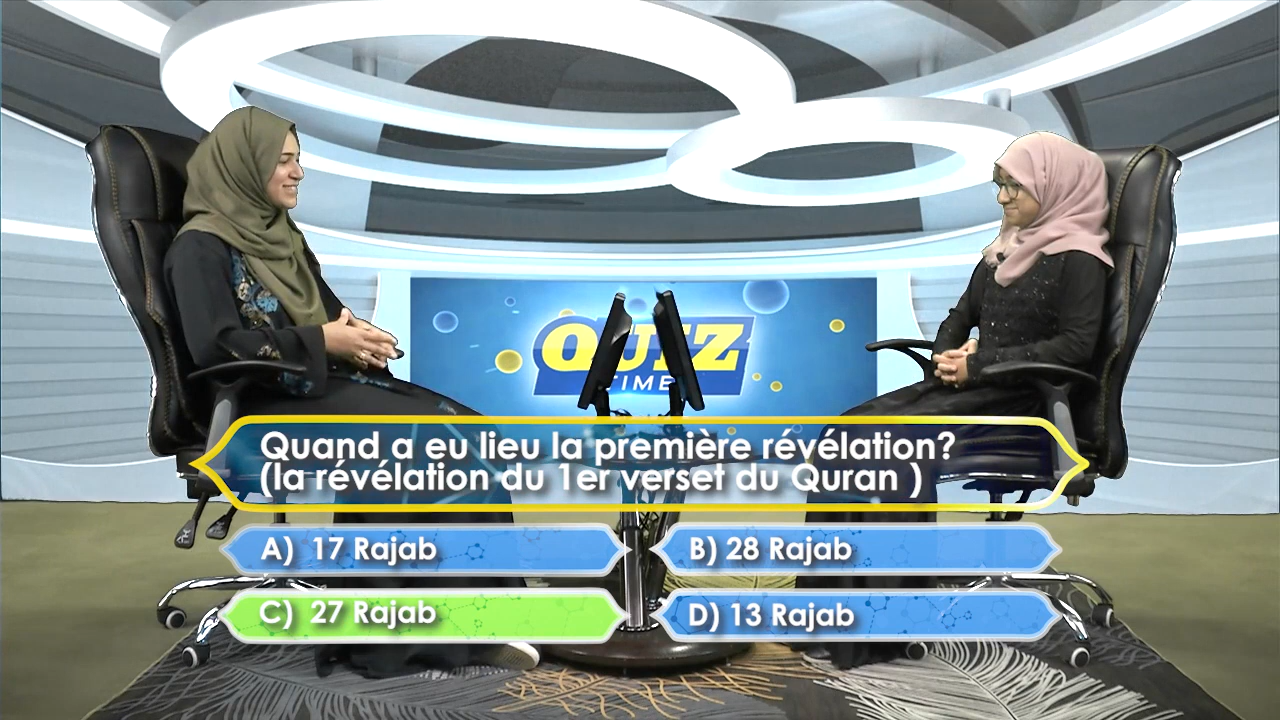 QUIZ
TIME
Quand a eu lieu la première révélation?
(la révélation du 1er verset du Quran )
A) 17 Rajab
B) 28 Rajab
C) 27 Rajab
D) 13 Rajab